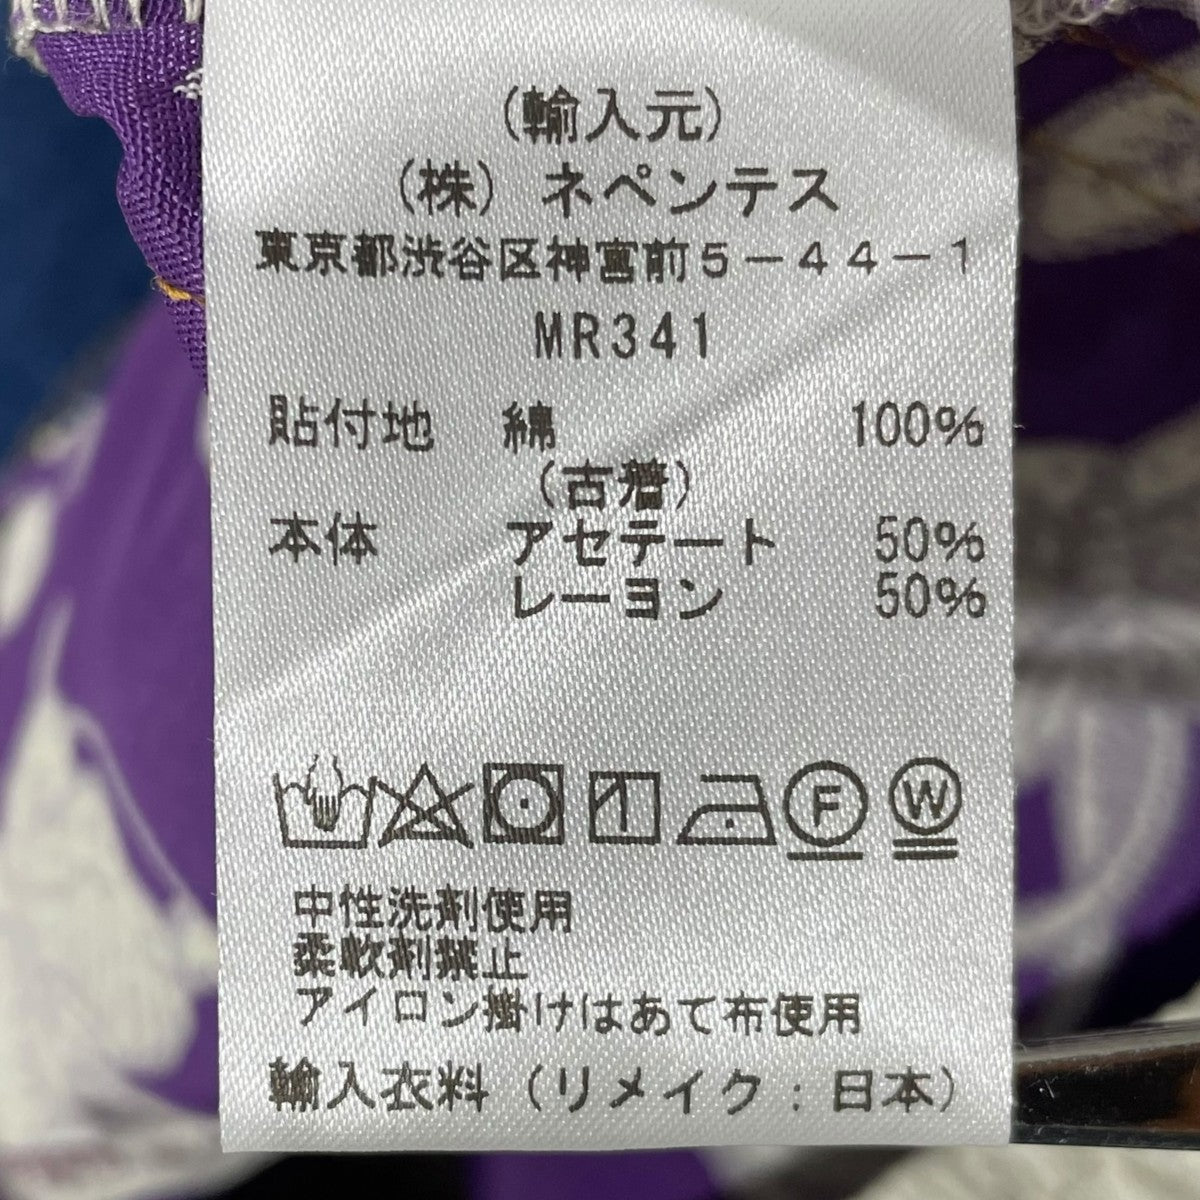 (輸入元)
(株) ネペンテス
東京都渋谷区神宮前5-44-1
MR341
貼付地 綿 100%
(古着)
本体 アセテート 50%
レーヨン 50%
F W
中性洗剤使用
柔軟剤禁止
アイロン掛けはあて布使用
輸入衣料 (リメイク:日本)